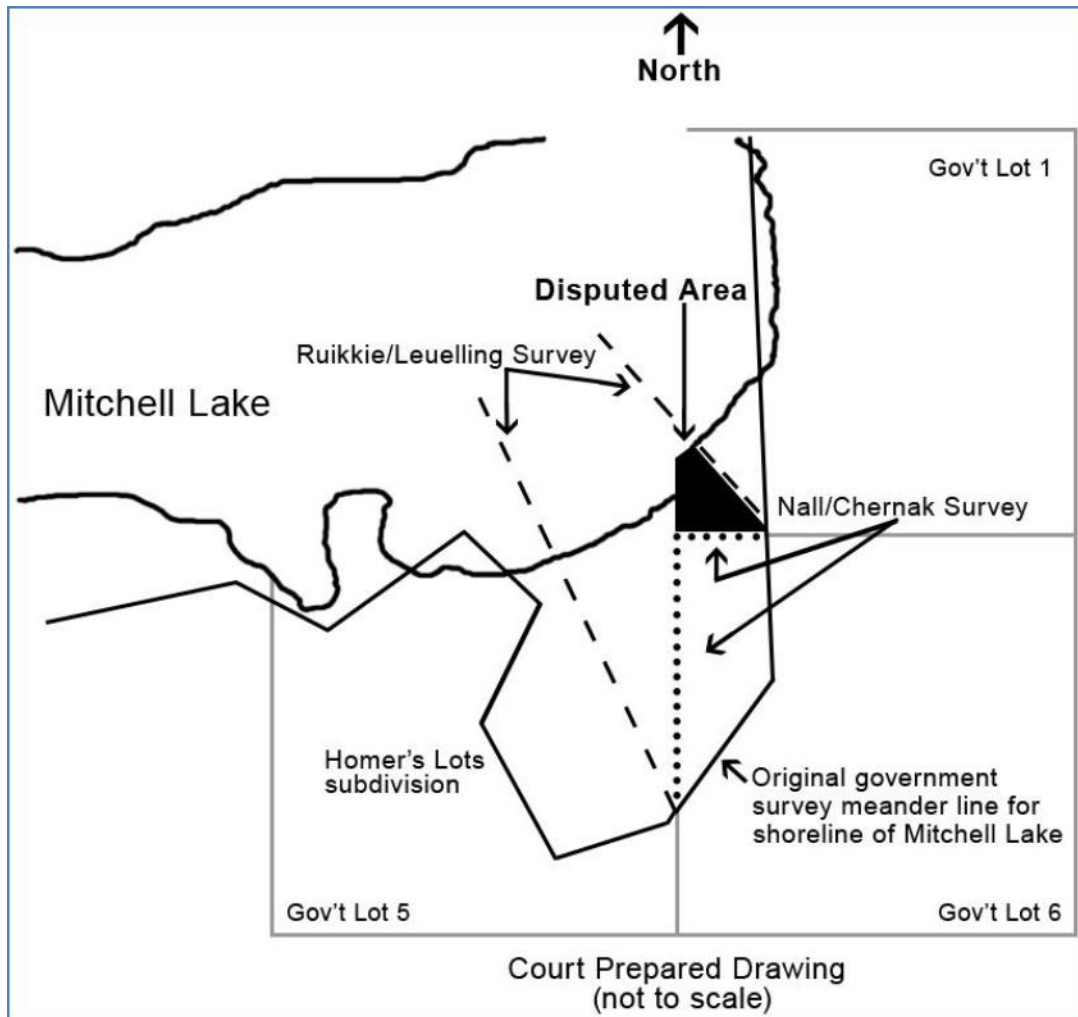 North
Gov't Lot 1
Disputed Area
Ruikkie/Leuelling Survey
Mitchell Lake
Nall/Chernak Survey
Homer's Lots
subdivision
Original government
survey meander line for
shoreline of Mitchell Lake
Gov't Lot 5
Gov't Lot 6
Court Prepared Drawing
(not to scale)